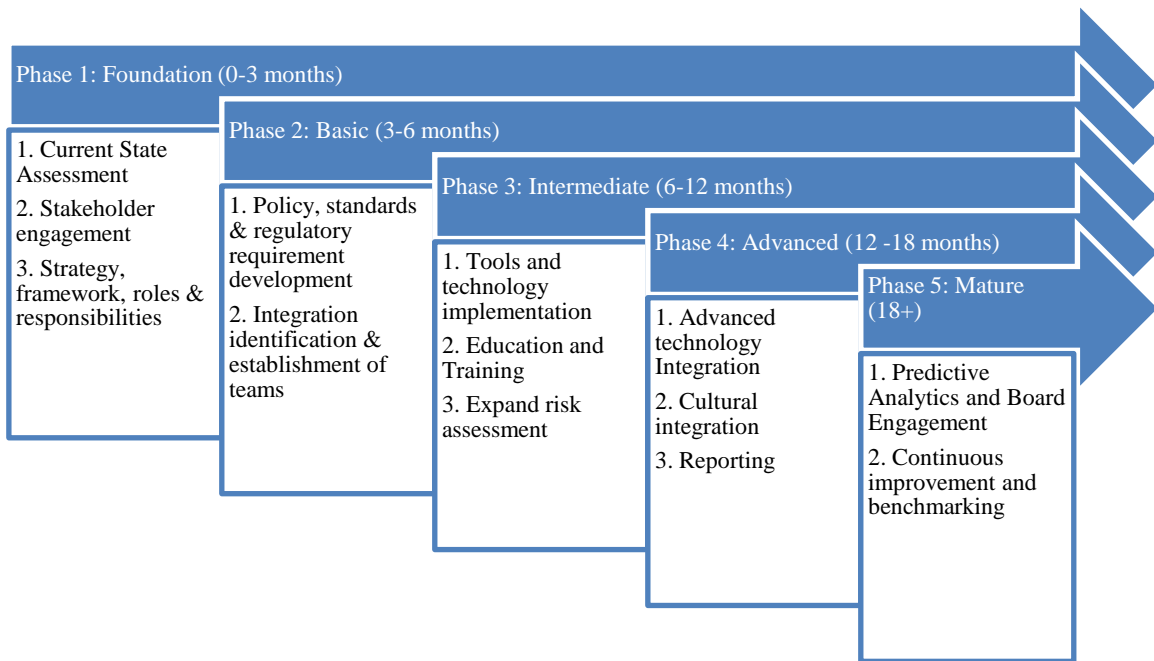 Phase 1: Foundation (0-3 months)
1. Current State
Assessment
2. Stakeholder
engagement
3. Strategy,
framework, roles &
responsibilities
Phase 2: Basic (3-6 months)
1. Policy, standards
& regulatory
requirement
development
2. Integration
identification &
establishment of
teams
Phase 3: Intermediate (6-12 months)
1. Tools and
technology
implementation
2. Education and
Training
3. Expand risk
assessment
Phase 4: Advanced (12 -18 months)
1. Advanced
technology
Integration
2. Cultural
integration
3. Reporting
Phase 5: Mature
(18+)
1. Predictive
Analytics and Board
Engagement
2. Continuous
improvement and
benchmarking